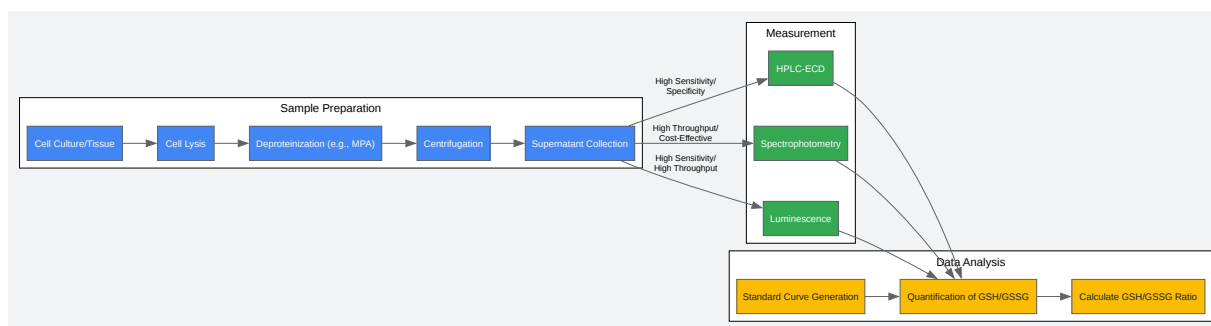 Measurement
HPLC-ECD
High Sensitivity/
Specificity
Sample Preparation
Cell Culture/Tissue
Cell Lysis
Deproteinization (e.g., MPA)
Centrifugation
Supernatant Collection
High Throughput/
Cost-Effective
Spectrophotometry
High Sensitivity/
High Throughput
Luminescence
Data Analysis
Standard Curve Generation
Quantification of GSH/GSSG
Calculate GSH/GSSG Ratio